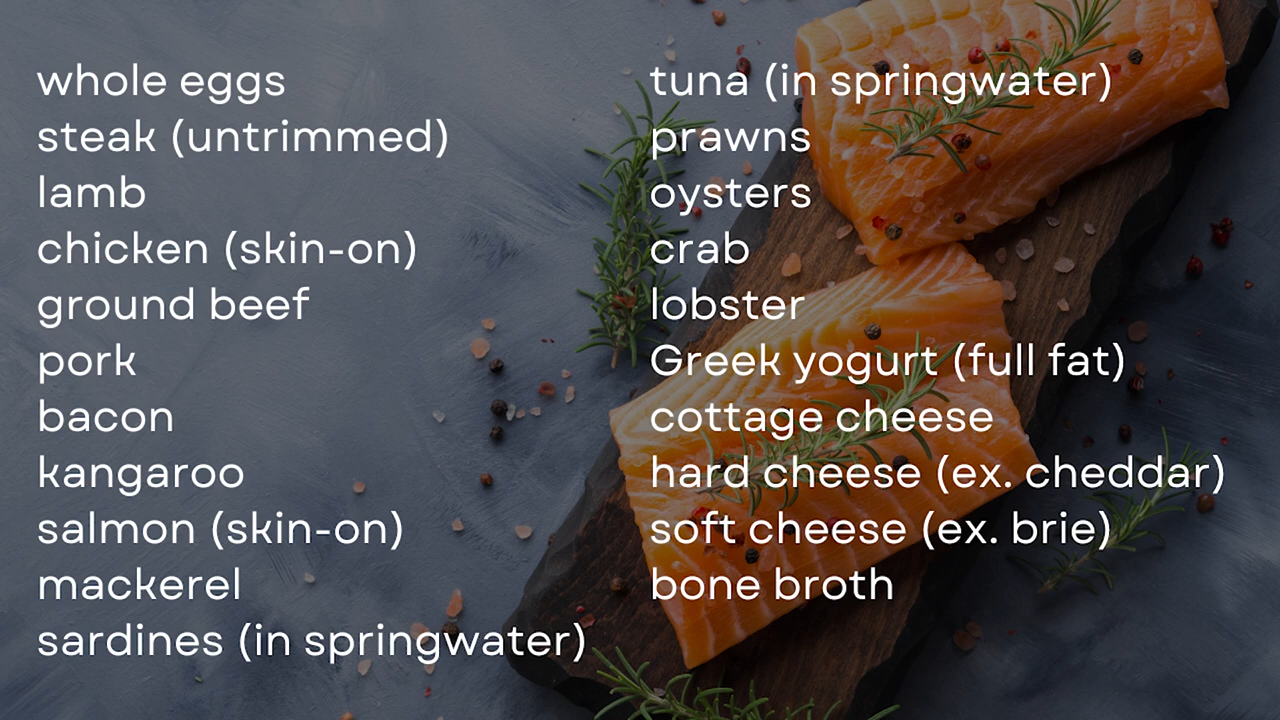 whole eggs
steak (untrimmed)
lamb
chicken (skin-on)
ground beef
pork
bacon
kangaroo
salmon (skin-on)
mackerel
sardines (in springwater)
tuna (in springwater)
prawns
oysters
crab
lobster
Greek yogurt (full fat)
cottage cheese
hard cheese (ex. cheddar)
soft cheese (ex. brie)
bone broth